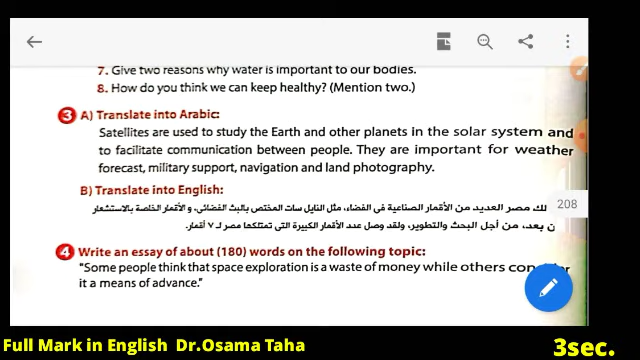 7. Give two reasons why water is important to our bodies.
8. How do you think we can keep healthy? (Mention two.)
3 A) Translate into Arabic:
Satellites are used to study the Earth and other planets in the solar system and
to facilitate communication between people. They are important for weather
forecast, military support, navigation and land photography.
B) Translate into English:
لك مصر العديد من الأقمار الصناعية فى الفضاء، مثل النايل سات المختص بالبث الفضائى، و الأقمار الخاصة بالاستشعار
ن بعد، من أجل البحث والتطوير، ولقد وصل عدد الأقمار الكبيرة التى تمتلكها مصر لـ ٧ أقمار.
208
4 Write an essay of about (180) words on the following topic:
"Some people think that space exploration is a waste of money while others
it a means of advance."
Full Mark in English Dr.Osama Taha
3sec.